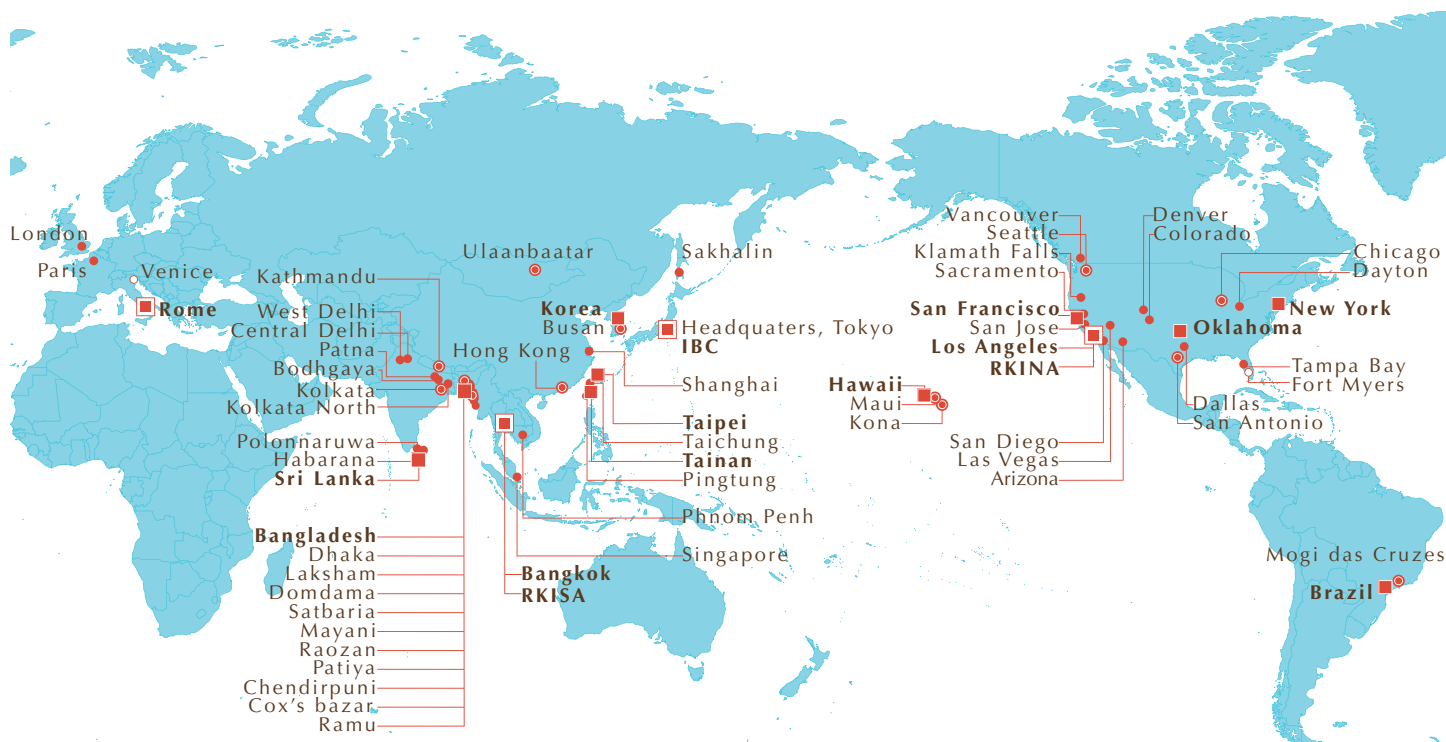 London
Paris
Venice
Rome
Kathmandu
West Delhi
Central Delhi
Patna
Bodhgaya
Kolkata
Kolkata North
Polonnaruwa
Habarana
Sri Lanka
Bangladesh
Dhaka
Laksham
Domdama
Satbaria
Mayani
Raozan
Patiya
Chendirpuni
Cox's bazar
Ramu
Ulaanbaatar
Sakhalin
Korea
Busan
Headquaters, Tokyo
IBC
Hong Kong
Shanghai
Taipei
Taichung
Tainan
Pingtung
Phnom Penh
Singapore
Bangkok
RKISA
Vancouver
Seattle
Klamath Falls
Sacramento
San Francisco
San Jose
Los Angeles
RKINA
Hawaii
Maui
Kona
San Diego
Las Vegas
Arizona
Denver
Colorado
Chicago
Dayton
New York
Oklahoma
Tampa Bay
Fort Myers
Dallas
San Antonio
Mogi das Cruzes
Brazil